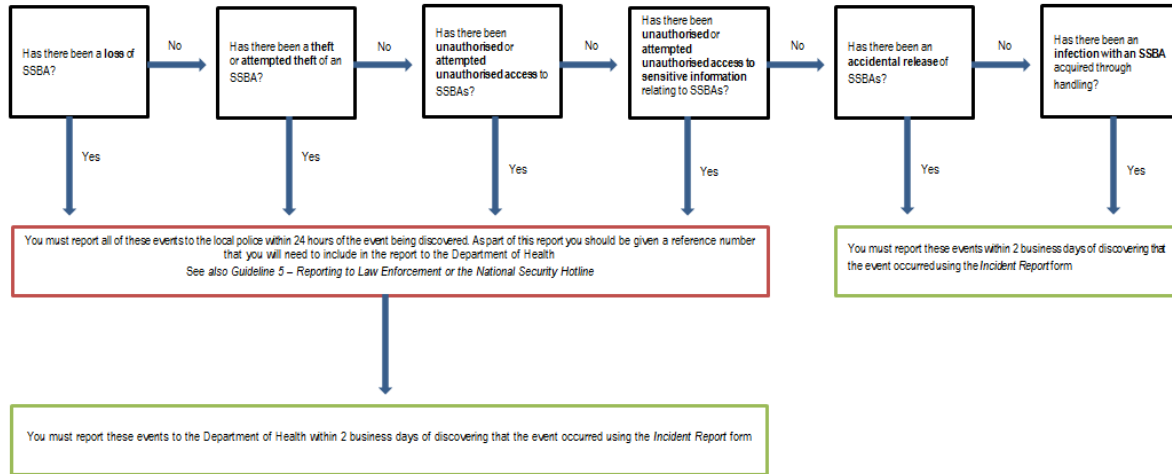 Has there been a loss of
SSBA?
No
Has there been a theft
or attempted theft of an
SSBA?
No
Has there been
unauthorised or
attempted
unauthorised access to
SSBAs?
No
Has there been
unauthorised or
attempted
unauthorised access to
sensitive information
relating to SSBAs?
No
Has there been an
accidental release of
SSBAs?
No
Has there been an
infection with an SSBA
acquired through
handling?
Yes
Yes
Yes
Yes
Yes
Yes
You must report all of these events to the local police within 24 hours of the event being discovered. As part of this report you should be given a reference number
that you will need to include in the report to the Department of Health
See also Guideline 5 – Reporting to Law Enforcement or the National Security Hotline
You must report these events within 2 business days of discovering that
the event occurred using the Incident Report form
You must report these events to the Department of Health within 2 business days of discovering that the event occurred using the Incident Report form